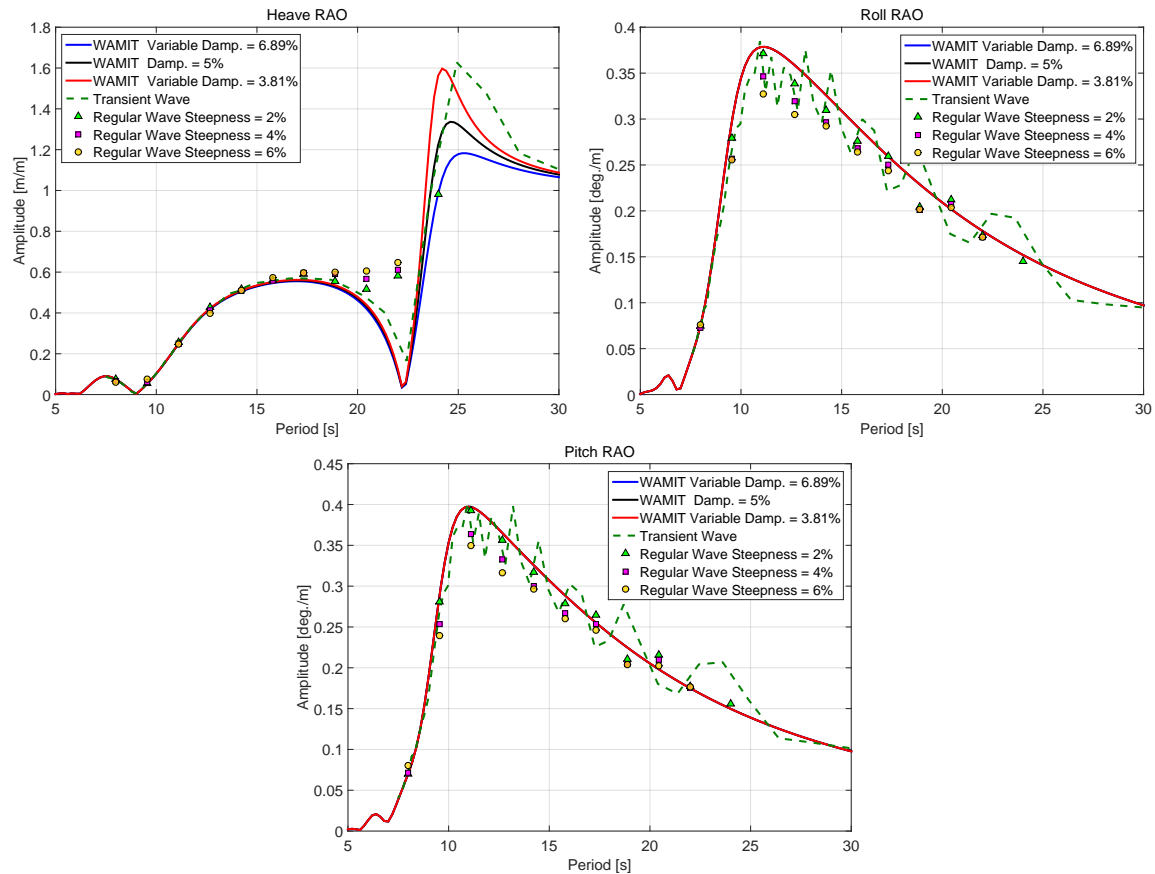 Heave RAO
WAMIT  Variable Damp. = 6.89%
WAMIT  Damp. = 5%
WAMIT  Variable Damp. = 3.81%
Transient Wave
Regular Wave Steepness = 2%
Regular Wave Steepness = 4%
Regular Wave Steepness = 6%
Amplitude [m/m]
1.8
1.6
1.4
1.2
1
0.8
0.6
0.4
0.2
0
5 10 15 20 25 30
Period [s]
Roll RAO
WAMIT  Variable Damp. = 6.89%
WAMIT  Damp. = 5%
WAMIT  Variable Damp. = 3.81%
Transient Wave
Regular Wave Steepness = 2%
Regular Wave Steepness = 4%
Regular Wave Steepness = 6%
Amplitude [deg./m]
0.4
0.35
0.3
0.25
0.2
0.15
0.1
0.05
0
5 10 15 20 25 30
Period [s]
Pitch RAO
WAMIT Variable Damp. = 6.89%
WAMIT  Damp. = 5%
WAMIT  Variable Damp. = 3.81%
Transient Wave
Regular Wave Steepness = 2%
Regular Wave Steepness = 4%
Regular Wave Steepness = 6%
Amplitude [deg./m]
0.45
0.4
0.35
0.3
0.25
0.2
0.15
0.1
0.05
0
5 10 15 20 25 30
Period [s]